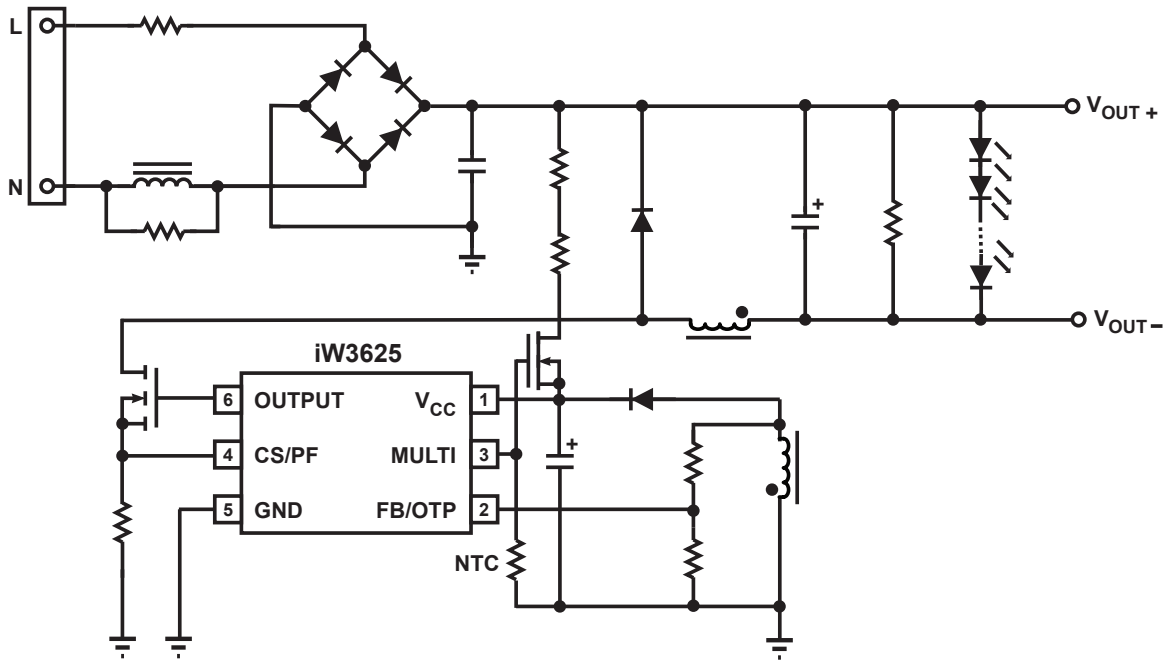 L
N
VOUT +
VOUT –
iW3625
6 OUTPUT VCC 1
4 CS/PF MULTI 3
5 GND FB/OTP 2
NTC
+
+